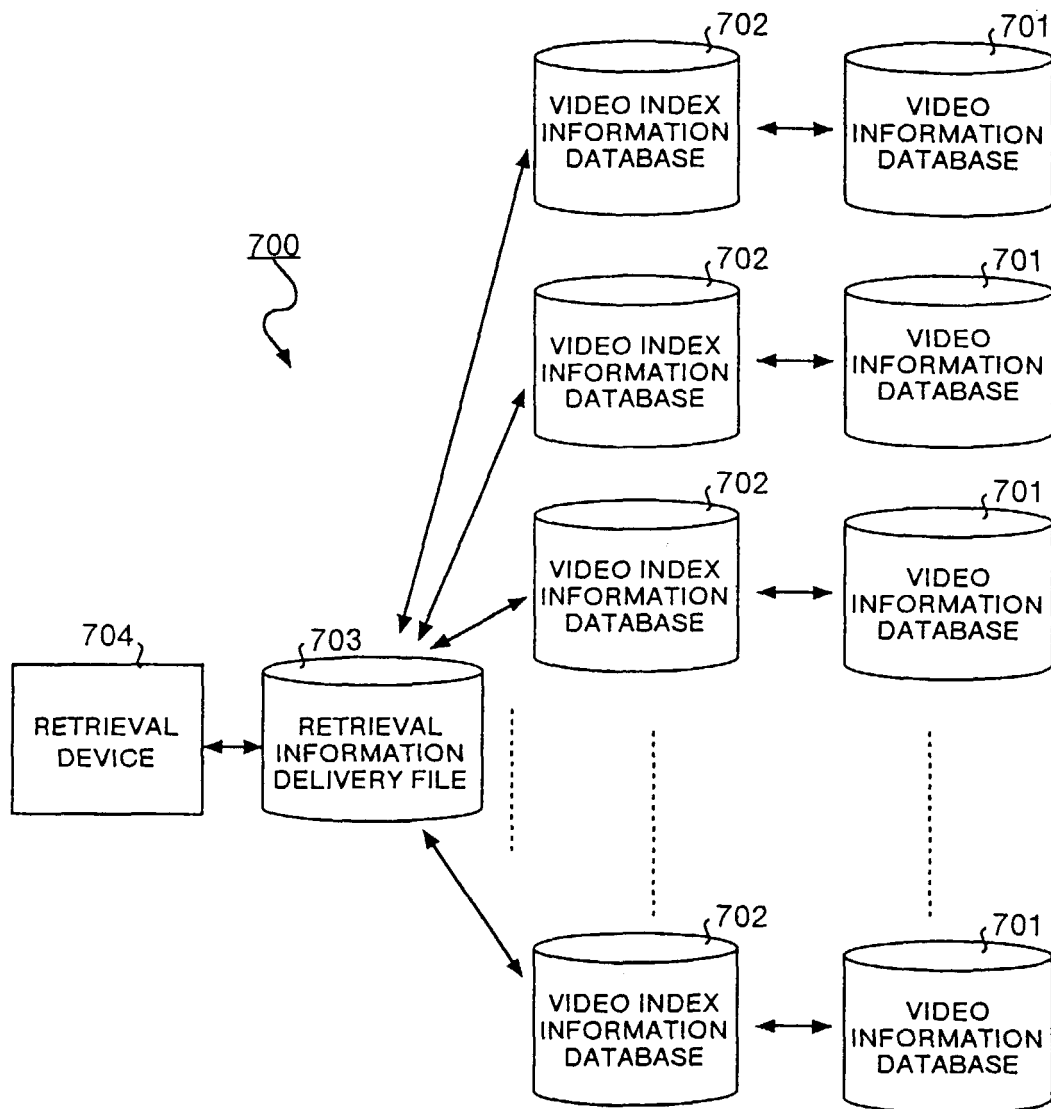 702
VIDEO INDEX
INFORMATION
DATABASE
701
VIDEO
INFORMATION
DATABASE
700
702
VIDEO INDEX
INFORMATION
DATABASE
701
VIDEO
INFORMATION
DATABASE
702
VIDEO INDEX
INFORMATION
DATABASE
701
VIDEO
INFORMATION
DATABASE
704
RETRIEVAL
DEVICE
703
RETRIEVAL
INFORMATION
DELIVERY FILE
702
VIDEO INDEX
INFORMATION
DATABASE
701
VIDEO
INFORMATION
DATABASE